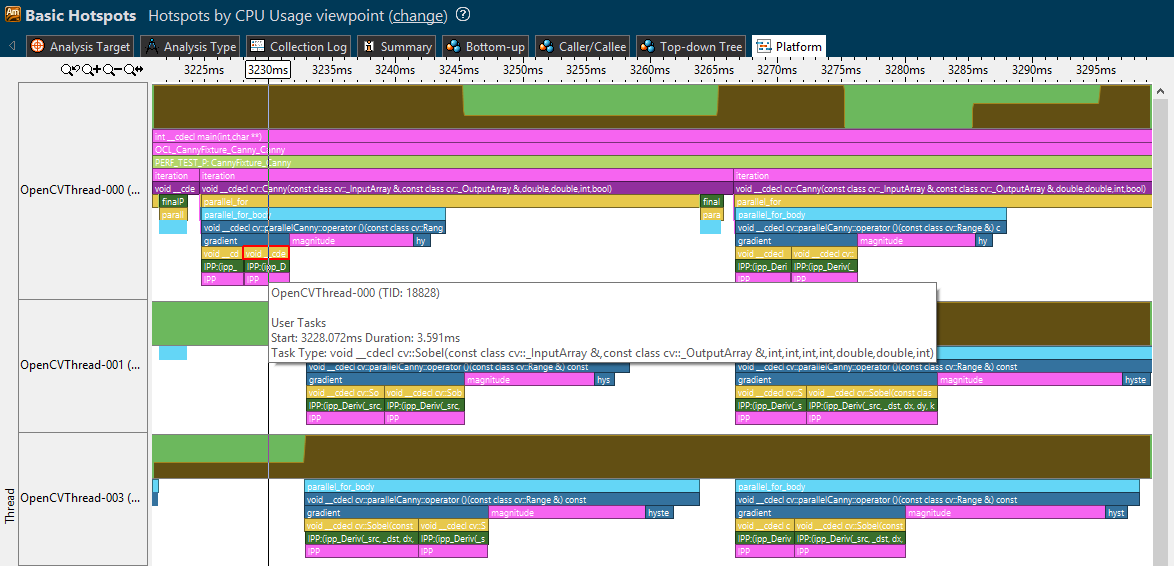 Am Basic Hotspots Hotspots by CPU Usage viewpoint (change) ?
Analysis Target Analysis Type Collection Log Summary Bottom-up Caller/Callee Top-down Tree Platform
3225ms 3230ms 3235ms 3240ms 3245ms 3250ms 3255ms 3260ms 3265ms 3270ms 3275ms 3280ms 3285ms 3290ms 3295ms
int __cdecl main(int,char **)
OCL_CannyFixture_Canny_Canny
PERF_TEST_P: CannyFixture_Canny
iteration iteration iteration
OpenCVThread-000 (...
void __cde void __cdecl cv::Canny(const class cv::_InputArray &,const class cv::_OutputArray &,double,double,int,bool) void __cdecl cv::Canny(const class cv::_InputArray &,const class cv::_OutputArray &,double,double,int,bool)
finalP parallel_for final parallel_for
parall parallel_for_body para parallel_for_body
void __cdecl cv::parallelCanny::operator ()(const class cv::Rang void __cdecl cv::parallelCanny::operator ()(const class cv::Range &) c
gradient magnitude hy gradient magnitude hy
void __cd void __cde void __cdecl void __cdecl cv::
IPP:(ipp_ IPP:(ipp_D IPP:(ipp_Deri IPP:(ipp_Deriv(_
ipp ipp ipp ipp
OpenCVThread-000 (TID: 18828)
User Tasks
Start: 3228.072ms Duration: 3.591ms
Task Type: void __cdecl cv::Sobel(const class cv::_InputArray &,const class cv::_OutputArray &,int,int,int,int,double,double,int)
OpenCVThread-001 (...
void __cdecl cv::parallelCanny::operator ()(const class cv::Range &) const void __cdecl cv::parallelCanny::operator ()(const class cv::Range &) const
gradient magnitude hys gradient magnitude hyste
void __cdecl cv::So void __cdecl cv::Sob void __cdecl cv::S void __cdecl cv::Sobel(const clas
IPP:(ipp_Deriv(_src, IPP:(ipp_Deriv(_src, IPP:(ipp_Deriv(_s IPP:(ipp_Deriv(_src, _dst, dx, dy, k
ipp ipp ipp ipp
Thread
OpenCVThread-003 (...
parallel_for_body parallel_for_body
void __cdecl cv::parallelCanny::operator ()(const class cv::Range &) const void __cdecl cv::parallelCanny::operator ()(const class cv::Range &) const
gradient magnitude hyste gradient magnitude hyst
void __cdecl cv::Sobel(const void __cdecl cv::S void __cdecl c void __cdecl cv::Sobel(const
IPP:(ipp_Deriv(_src, _dst, dx, IPP:(ipp_Deriv(_s IPP:(ipp_Deriv IPP:(ipp_Deriv(_src, _dst, dx,
ipp ipp ipp ipp